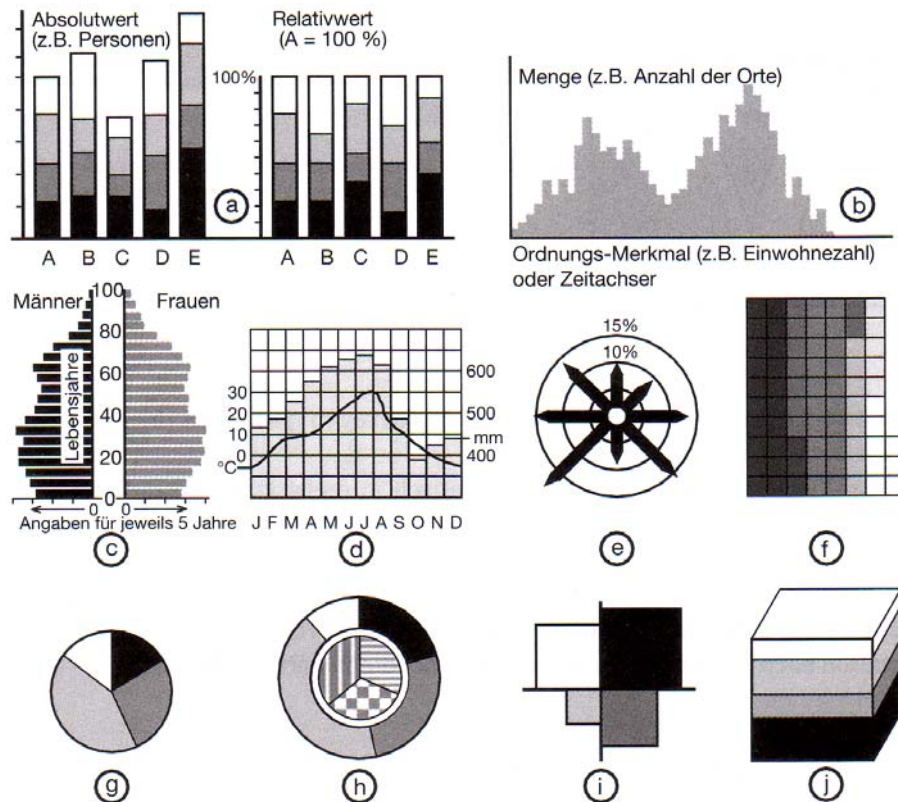 Absolutwert
(z.B. Personen)
Relativwert
(A = 100 %)
100%
a
A B C D E
A B C D E
Menge (z.B. Anzahl der Orte)
b
Ordnungs-Merkmal (z.B. Einwohnezahl)
oder Zeitachser
Männer 100 Frauen
80
60
40
20
0
Lebensjahre
0 0
Angaben für jeweils 5 Jahre
c
30
20
10
0
°C
600
500
mm
400
J F M A M J J A S O N D
d
15%
10%
e
f
g
h
i
j